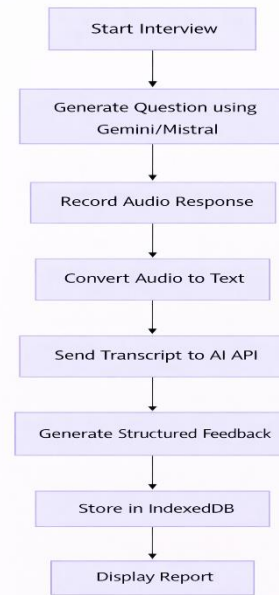 Start Interview
Generate Question using
Gemini/Mistral
Record Audio Response
Convert Audio to Text
Send Transcript to AI API
Generate Structured Feedback
Store in IndexedDB
Display Report